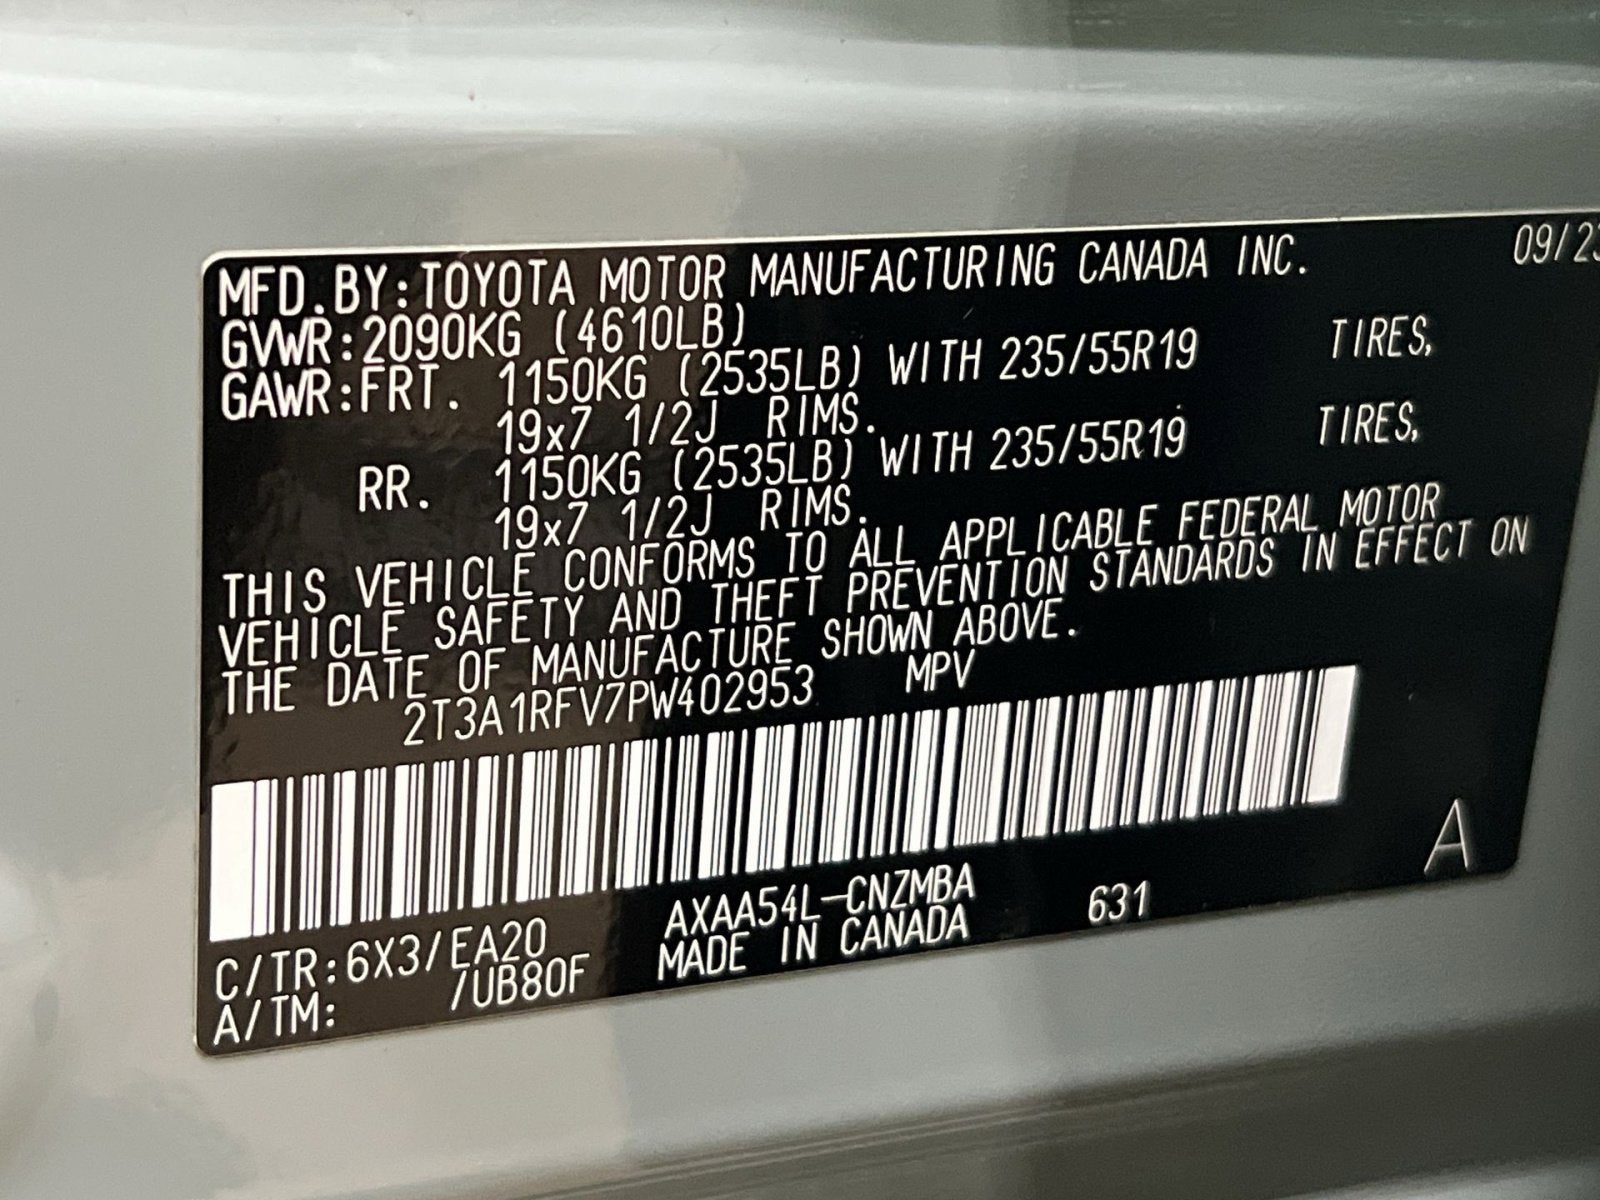 MFD.BY:TOYOTA MOTOR MANUFACTURING CANADA INC. 09/23
GVWR:2090KG (4610LB)
GAWR:FRT. 1150KG (2535LB) WITH 235/55R19 TIRES,
19x7 1/2J RIMS.
RR. 1150KG (2535LB) WITH 235/55R19 TIRES,
19x7 1/2J RIMS.
THIS VEHICLE CONFORMS TO ALL APPLICABLE FEDERAL MOTOR
VEHICLE SAFETY AND THEFT PREVENTION STANDARDS IN EFFECT ON
THE DATE OF MANUFACTURE SHOWN ABOVE.
2T3A1RFV7PW402953 MPV
A
C/TR:6X3/EA20 AXAA54L-CNZMBA 631
A/TM: /UB80F MADE IN CANADA